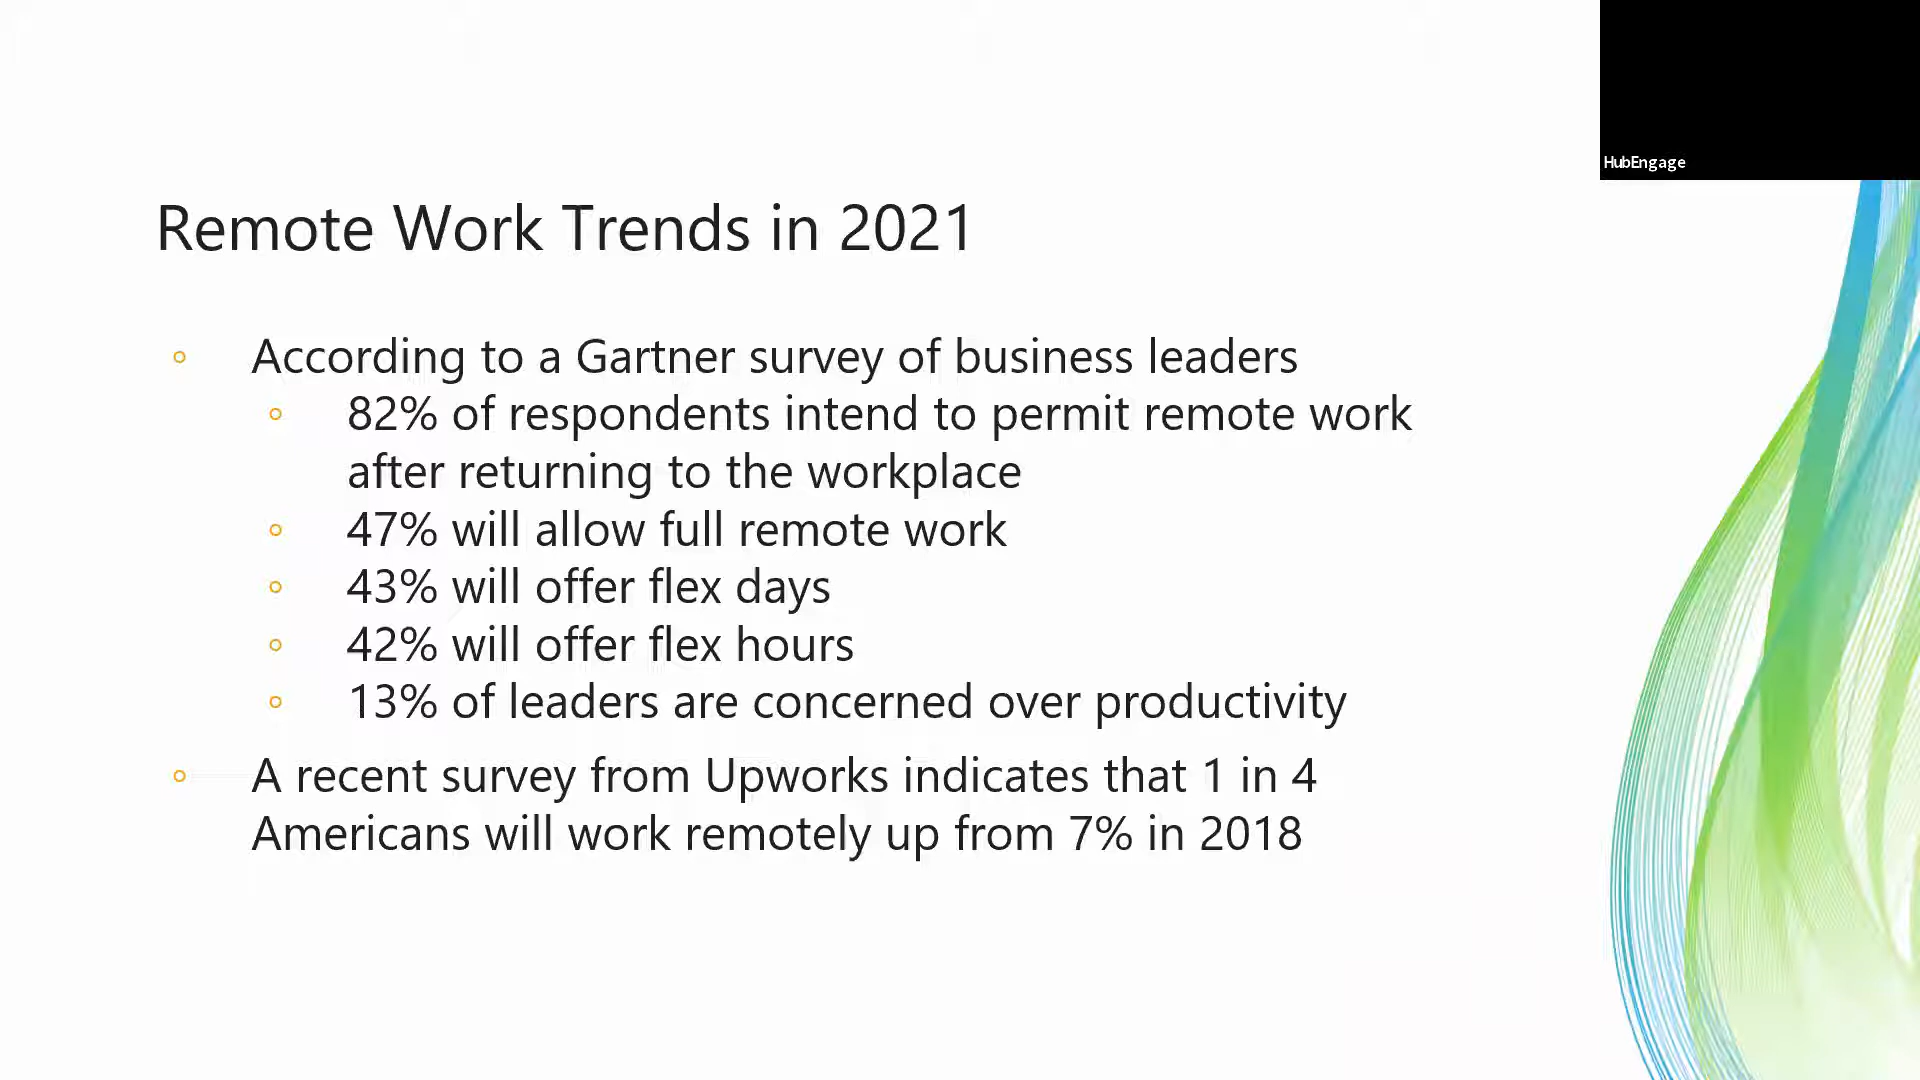 HubEngage
Remote Work Trends in 2021
According to a Gartner survey of business leaders
82% of respondents intend to permit remote work
after returning to the workplace
47% will allow full remote work
43% will offer flex days
42% will offer flex hours
13% of leaders are concerned over productivity
A recent survey from Upworks indicates that 1 in 4
Americans will work remotely up from 7% in 2018